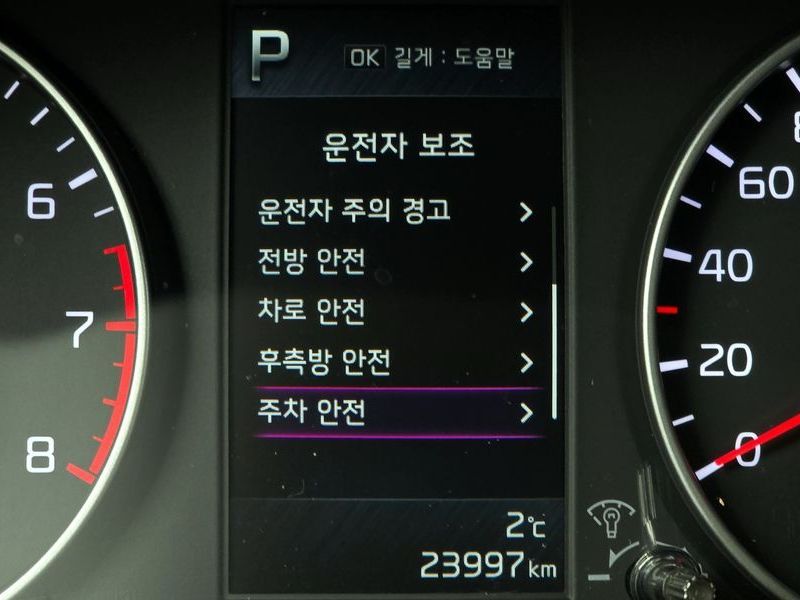 P
OK 길게 : 도움말
운전자 보조
운전자 주의 경고
전방 안전
차로 안전
후측방 안전
주차 안전
2℃
23997km
6
7
8
60
40
20
0